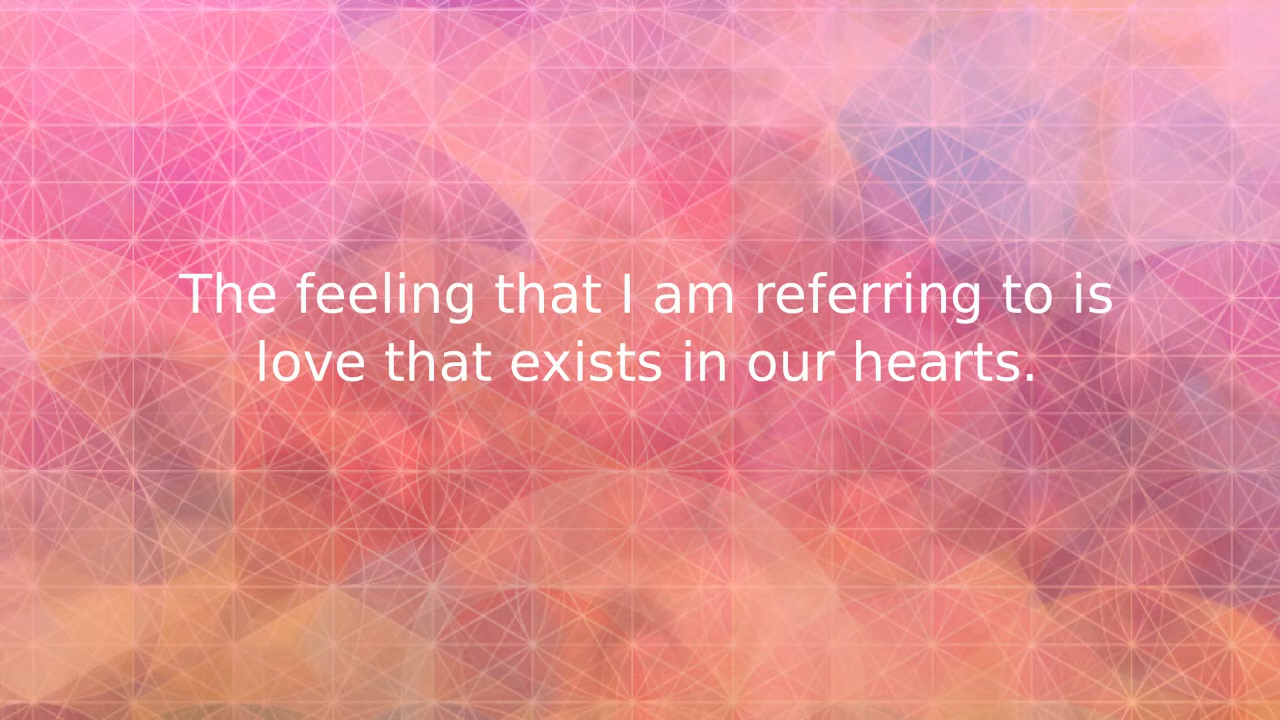 The feeling that I am referring to is
love that exists in our hearts.